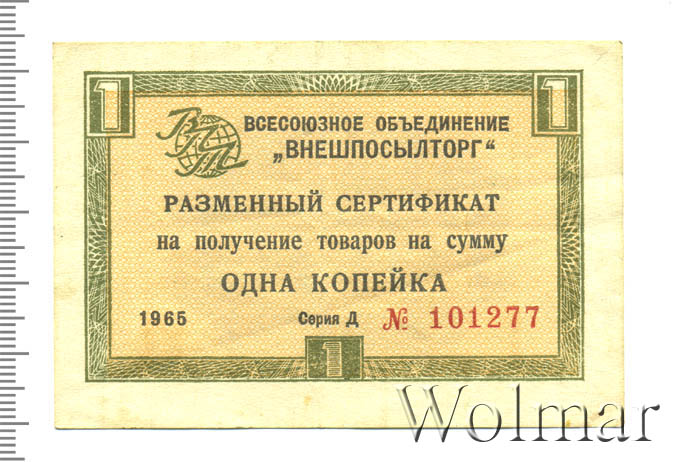 1 1
ВПТ
ВСЕСОЮЗНОЕ ОБЪЕДИНЕНИЕ
„ВНЕШПОСЫЛТОРГ“
РАЗМЕННЫЙ СЕРТИФИКАТ
на получение товаров на сумму
ОДНА КОПЕЙКА
1965 Серия Д № 101277
1
Wolmar